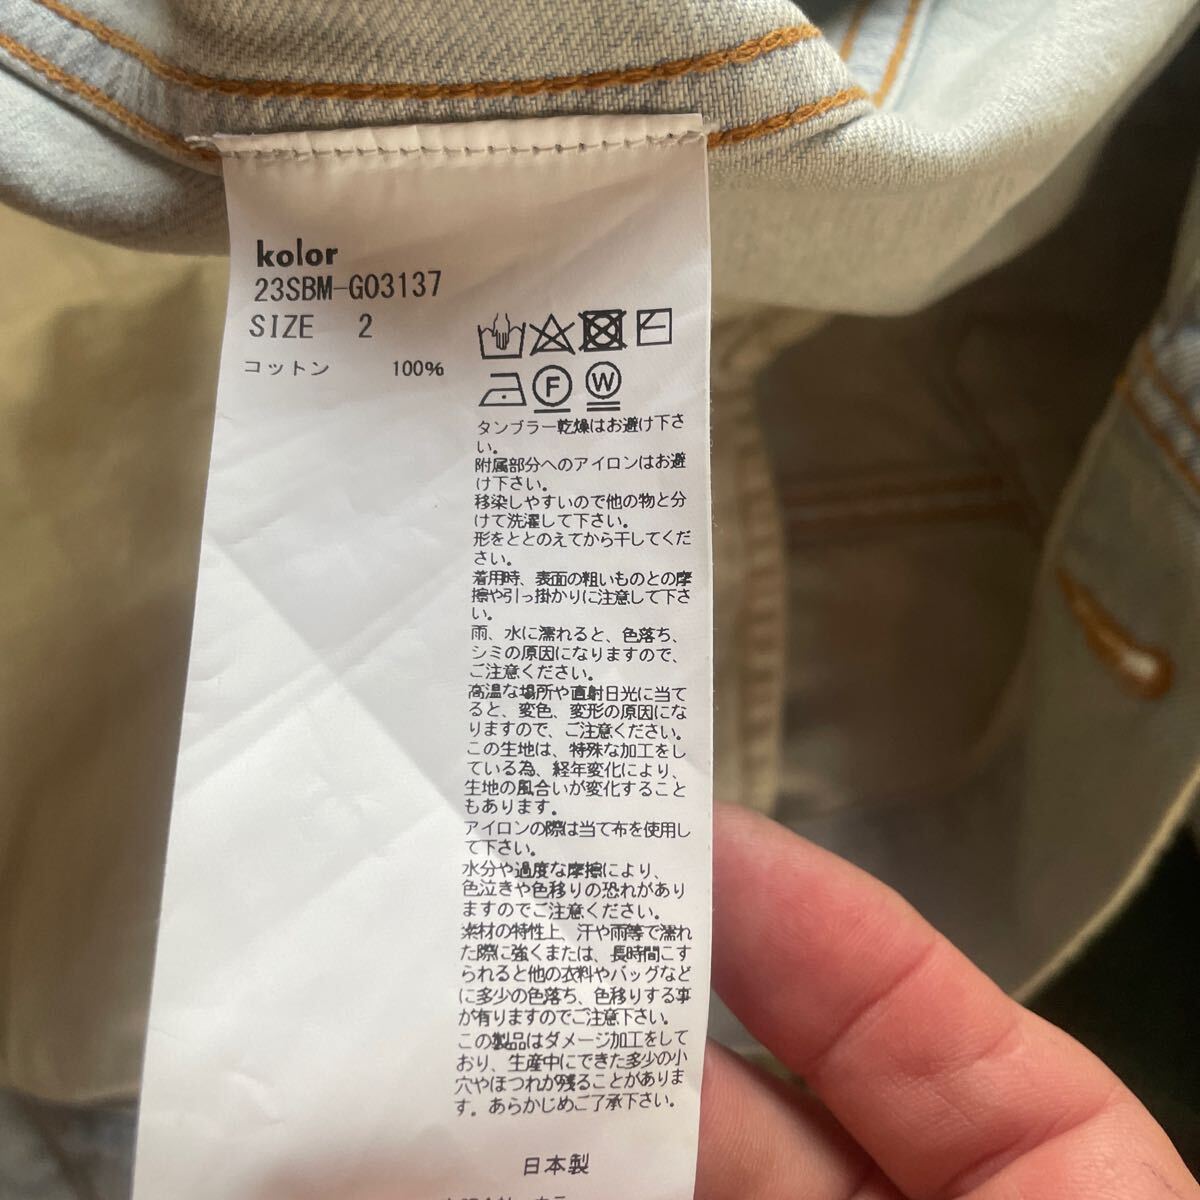 kolor
23SBM-G03137
SIZE 2
コットン 100%
F W
タンブラー乾燥はお避け下さ
い。
附属部分へのアイロンはお避
け下さい。
移染しやすいので他の物と分
けて洗濯して下さい。
形をととのえてから干してくだ
さい。
着用時、表面の粗いものとの摩
擦や引っ掛かりに注意して下さ
い。
雨、水に濡れると、色落ち、
シミの原因になりますので、
ご注意ください。
高温な場所や直射日光に当て
ると、変色、変形の原因にな
りますので、ご注意ください。
この生地は、特殊な加工をし
ている為、経年変化により、
生地の風合いが変化すること
もあります。
アイロンの際は当て布を使用し
て下さい。
水分や過度な摩擦により、
色泣きや色移りの恐れがあり
ますのでご注意ください。
素材の特性上、汗や雨等で濡れ
た際に強くまたは、長時間こす
られると他の衣料やバッグなど
に多少の色落ち、色移りする事
が有りますのでご注意下さい。
この製品はダメージ加工をして
おり、生産中にできた多少の小
穴やほつれが残ることがありま
す。あらかじめご了承下さい。
日本製